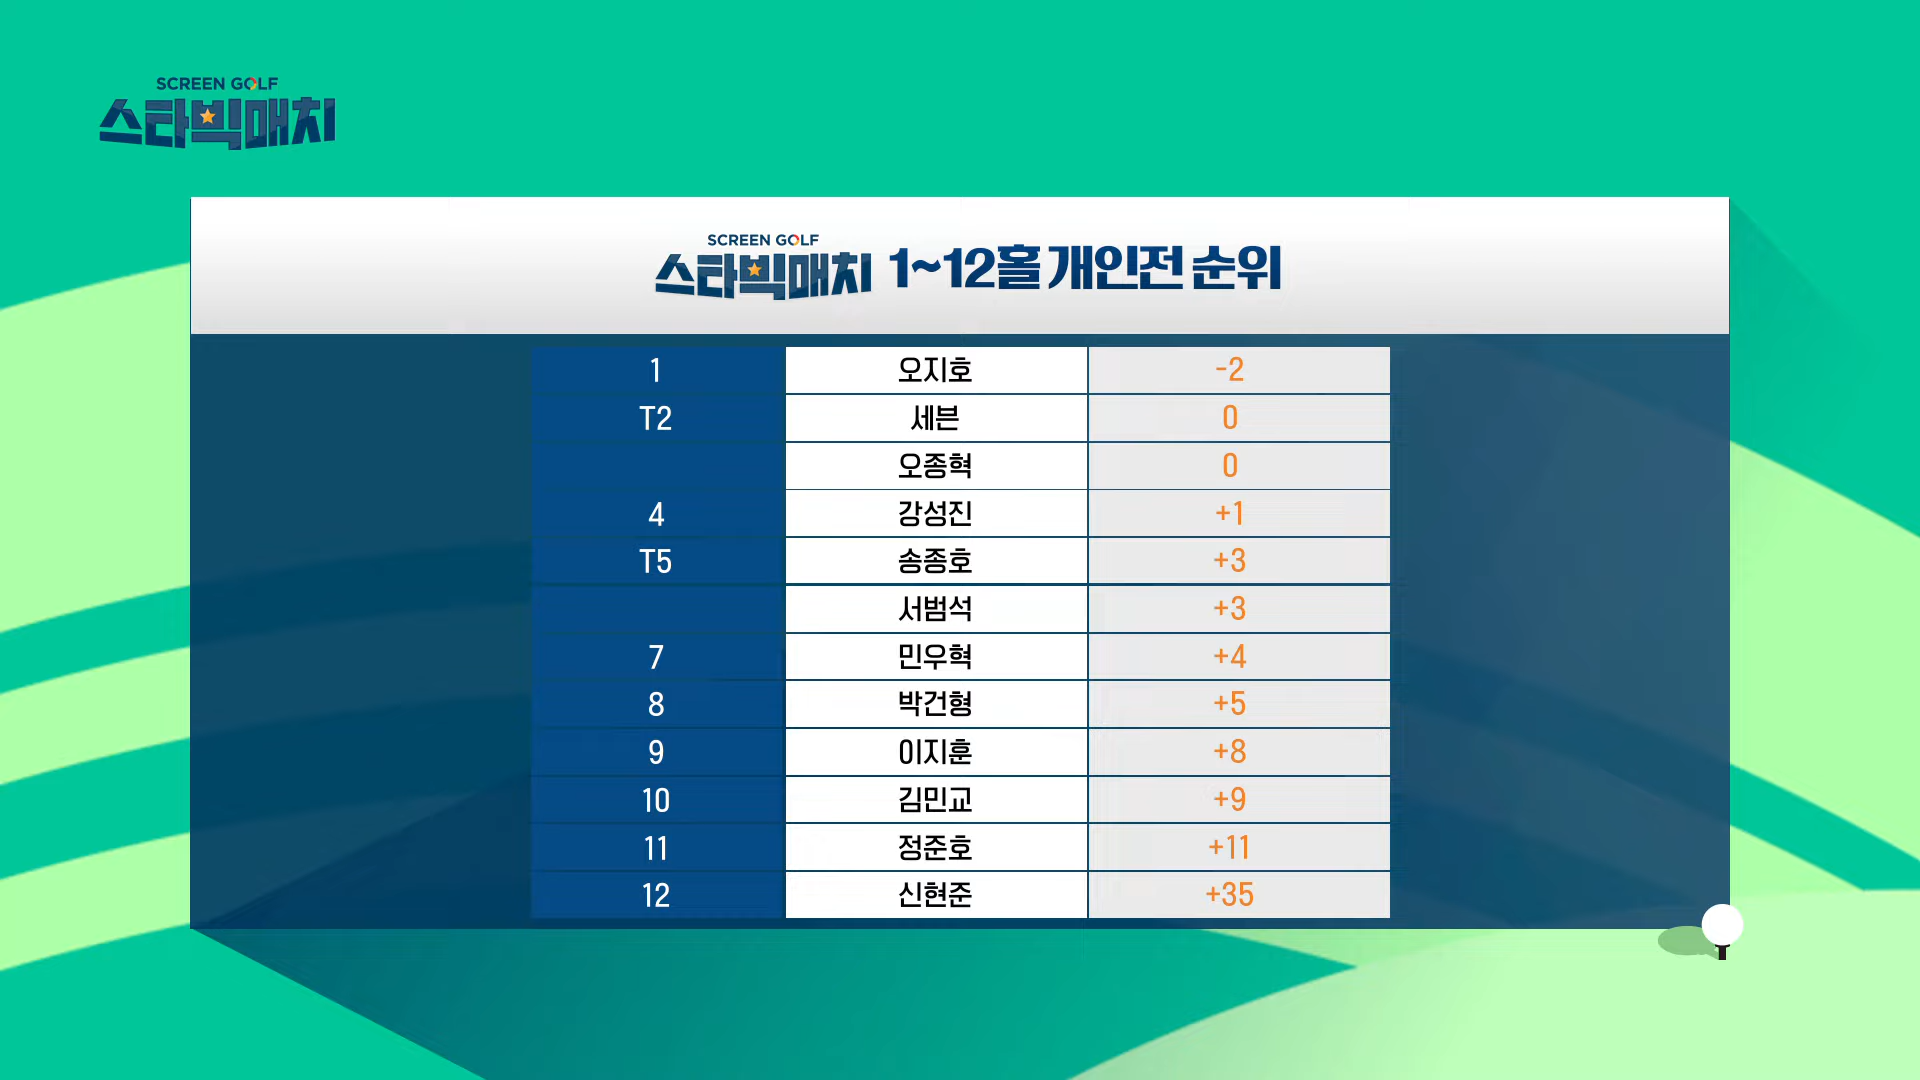 SCREEN GOLF
스타빅매치
SCREEN GOLF
스타빅매치 1~12홀 개인전 순위
1 오지호 -2
T2 세븐 0
오종혁 0
4 강성진 +1
T5 송종호 +3
서범석 +3
7 민우혁 +4
8 박건형 +5
9 이지훈 +8
10 김민교 +9
11 정준호 +11
12 신현준 +35